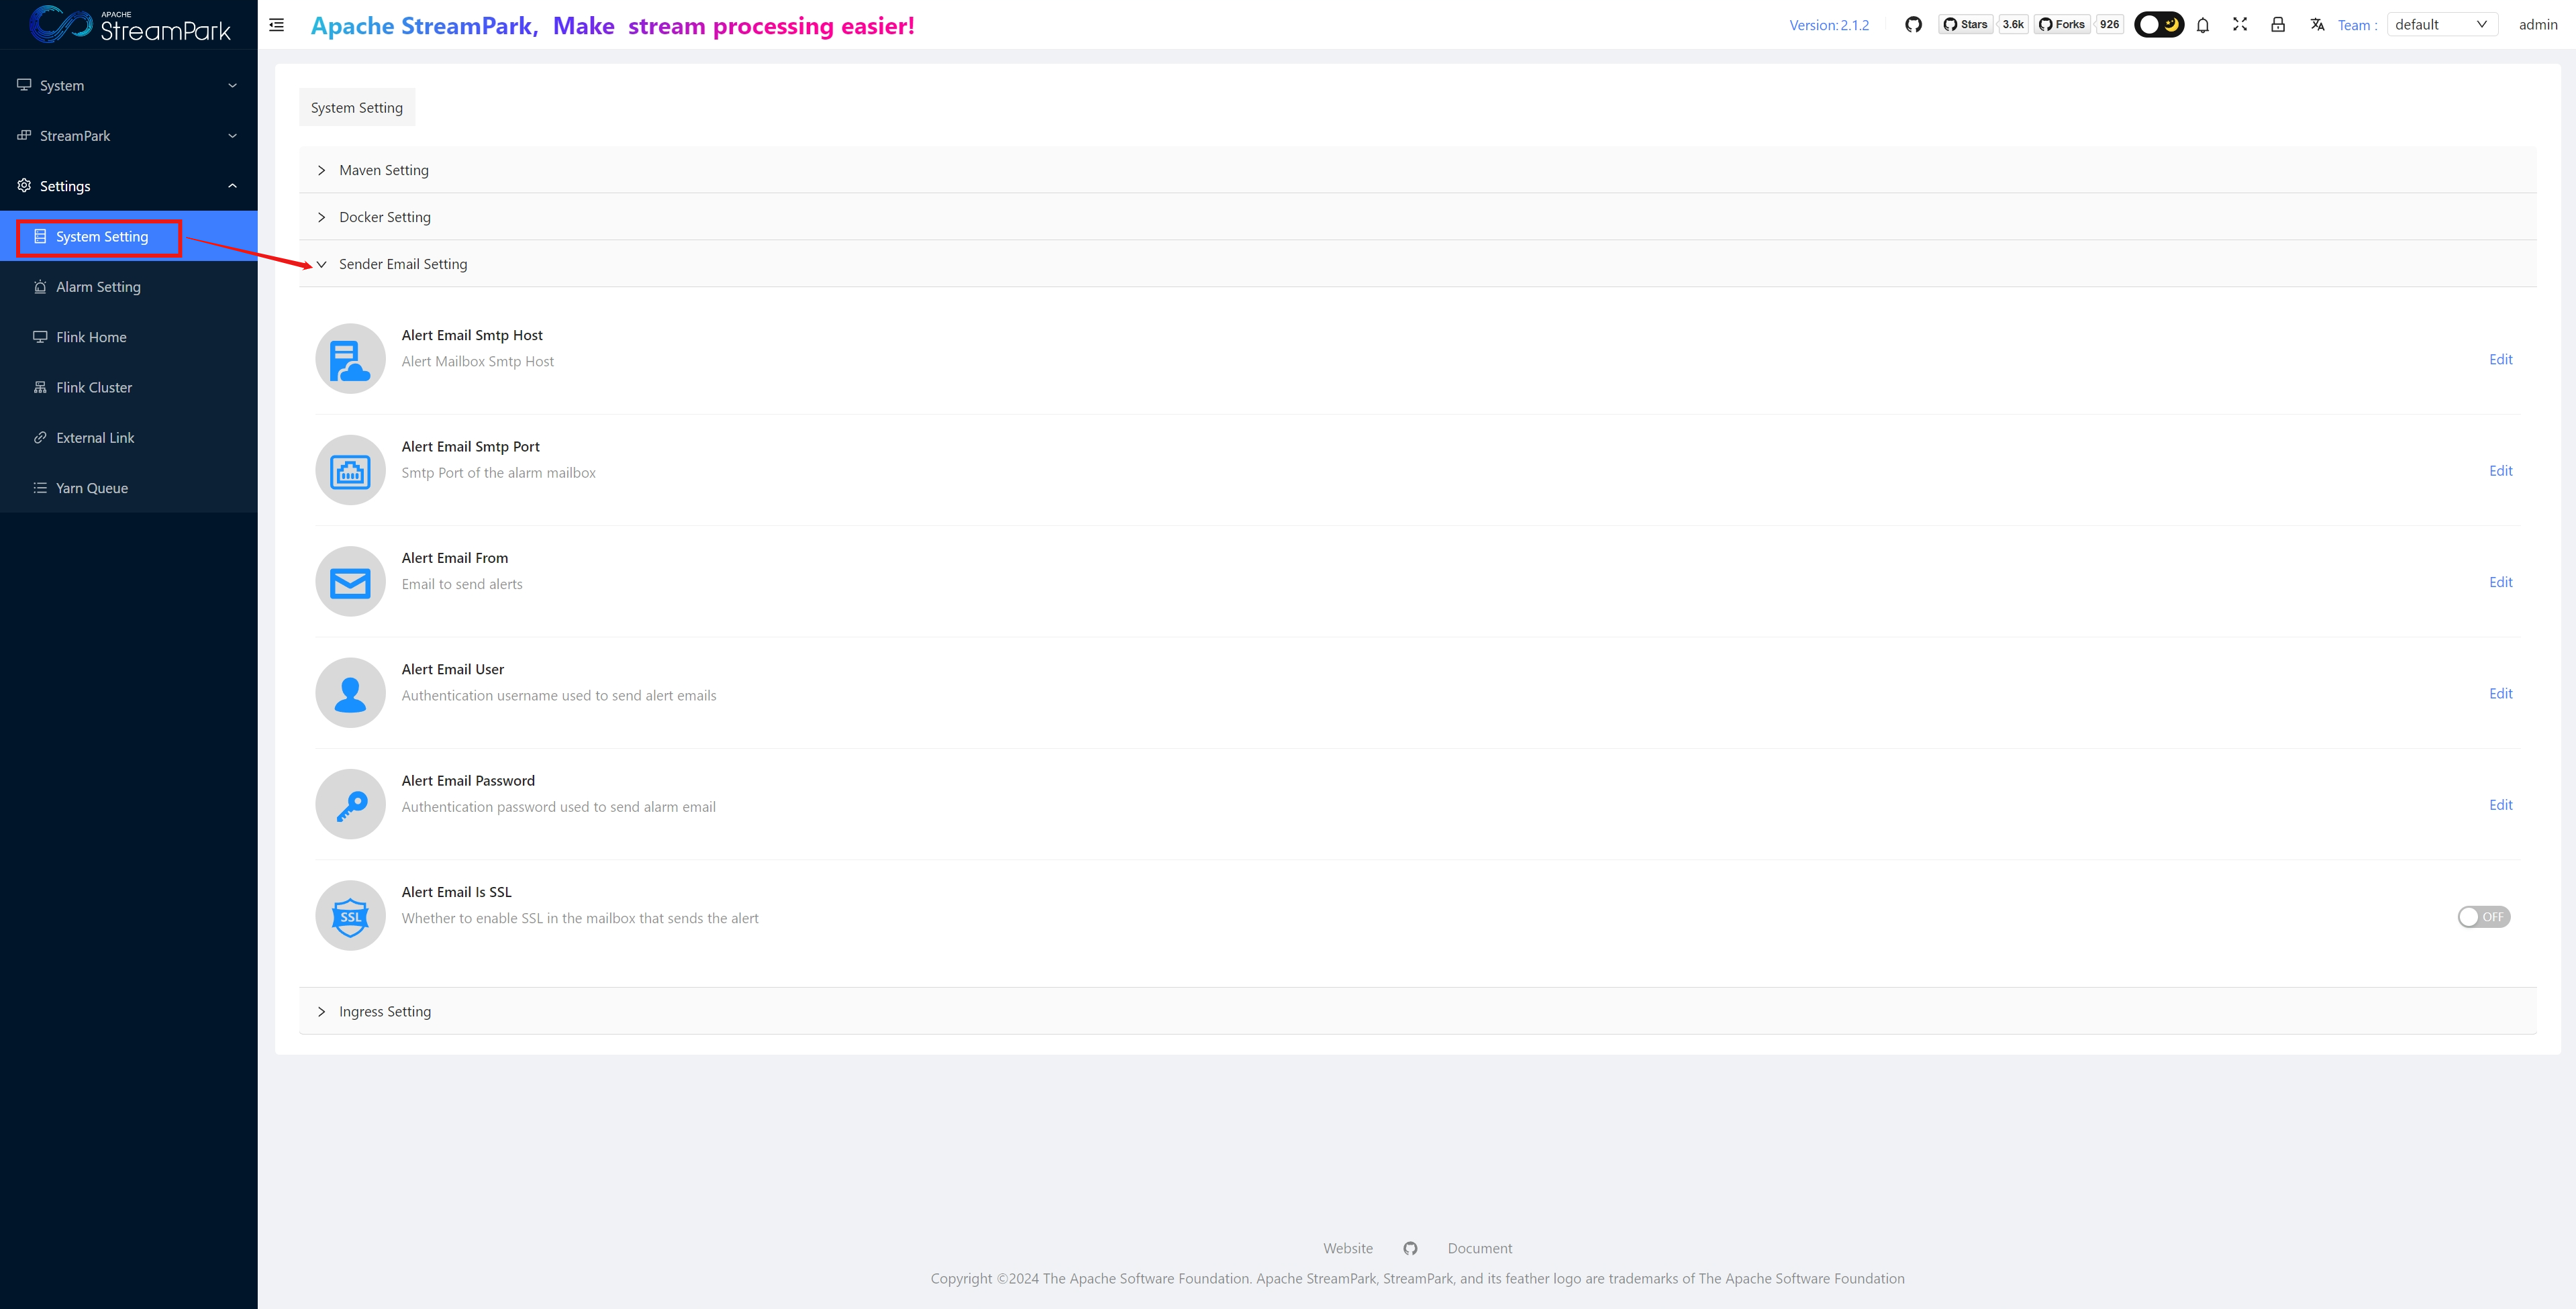 APACHE
StreamPark
Apache StreamPark, Make stream processing easier!
Version: 2.1.2
Stars
3.6k
Forks
926
Team :
default
admin
System
StreamPark
Settings
System Setting
Alarm Setting
Flink Home
Flink Cluster
External Link
Yarn Queue
System Setting
Maven Setting
Docker Setting
Sender Email Setting
Alert Email Smtp Host
Alert Mailbox Smtp Host
Edit
Alert Email Smtp Port
Smtp Port of the alarm mailbox
Edit
Alert Email From
Email to send alerts
Edit
Alert Email User
Authentication username used to send alert emails
Edit
Alert Email Password
Authentication password used to send alarm email
Edit
SSL
Alert Email Is SSL
Whether to enable SSL in the mailbox that sends the alert
OFF
Ingress Setting
Website
Document
Copyright ©2024 The Apache Software Foundation. Apache StreamPark, StreamPark, and its feather logo are trademarks of The Apache Software Foundation